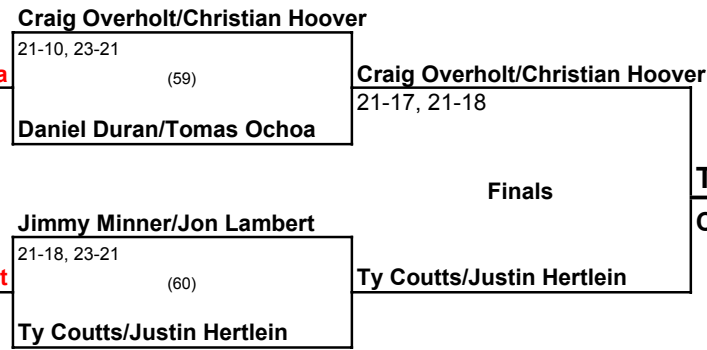 Craig Overholt/Christian Hoover
21-10, 23-21
(59)
Daniel Duran/Tomas Ochoa
Craig Overholt/Christian Hoover
21-17, 21-18
Finals
Jimmy Minner/Jon Lambert
21-18, 23-21
(60)
Ty Coutts/Justin Hertlein
Ty Coutts/Justin Hertlein